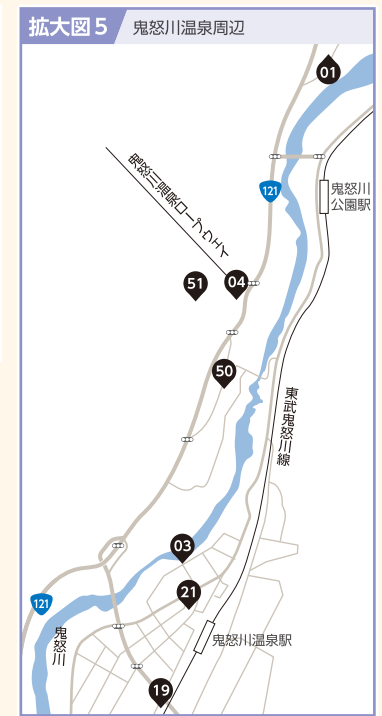 拡大図5 鬼怒川温泉周辺
01
121
鬼怒川
公園駅
鬼怒川温泉ロープウェイ
51
04
50
東武鬼怒川線
03
21
121
鬼怒川
鬼怒川温泉駅
19